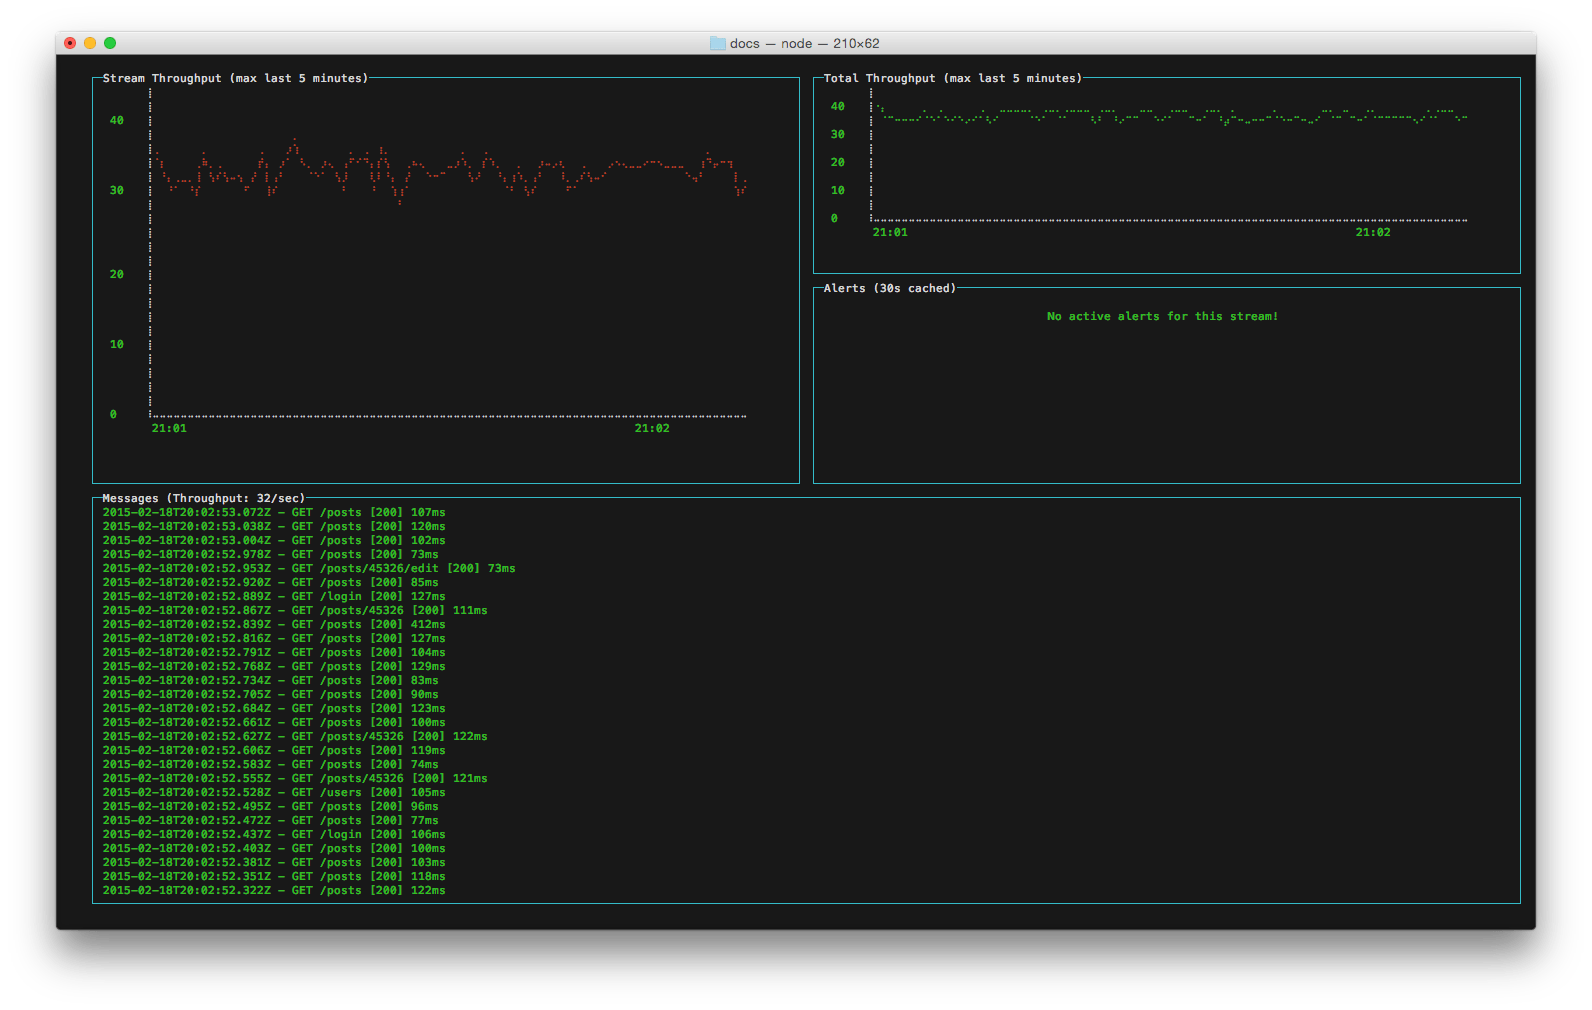 docs — node — 210×62
Stream Throughput (max last 5 minutes)
40
30
20
10
0
21:01 21:02
Total Throughput (max last 5 minutes)
40
30
20
10
0
21:01 21:02
Alerts (30s cached)
No active alerts for this stream!
Messages (Throughput: 32/sec)
2015-02-18T20:02:53.072Z - GET /posts [200] 107ms
2015-02-18T20:02:53.038Z - GET /posts [200] 120ms
2015-02-18T20:02:53.004Z - GET /posts [200] 102ms
2015-02-18T20:02:52.978Z - GET /posts [200] 73ms
2015-02-18T20:02:52.953Z - GET /posts/45326/edit [200] 73ms
2015-02-18T20:02:52.920Z - GET /posts [200] 85ms
2015-02-18T20:02:52.889Z - GET /login [200] 127ms
2015-02-18T20:02:52.867Z - GET /posts/45326 [200] 111ms
2015-02-18T20:02:52.839Z - GET /posts [200] 412ms
2015-02-18T20:02:52.816Z - GET /posts [200] 127ms
2015-02-18T20:02:52.791Z - GET /posts [200] 104ms
2015-02-18T20:02:52.768Z - GET /posts [200] 129ms
2015-02-18T20:02:52.734Z - GET /posts [200] 83ms
2015-02-18T20:02:52.705Z - GET /posts [200] 90ms
2015-02-18T20:02:52.684Z - GET /posts [200] 123ms
2015-02-18T20:02:52.661Z - GET /posts [200] 100ms
2015-02-18T20:02:52.627Z - GET /posts/45326 [200] 122ms
2015-02-18T20:02:52.606Z - GET /posts [200] 119ms
2015-02-18T20:02:52.583Z - GET /posts [200] 74ms
2015-02-18T20:02:52.555Z - GET /posts/45326 [200] 121ms
2015-02-18T20:02:52.528Z - GET /users [200] 105ms
2015-02-18T20:02:52.495Z - GET /posts [200] 96ms
2015-02-18T20:02:52.472Z - GET /posts [200] 77ms
2015-02-18T20:02:52.437Z - GET /login [200] 106ms
2015-02-18T20:02:52.403Z - GET /posts [200] 100ms
2015-02-18T20:02:52.381Z - GET /posts [200] 103ms
2015-02-18T20:02:52.351Z - GET /posts [200] 118ms
2015-02-18T20:02:52.322Z - GET /posts [200] 122ms